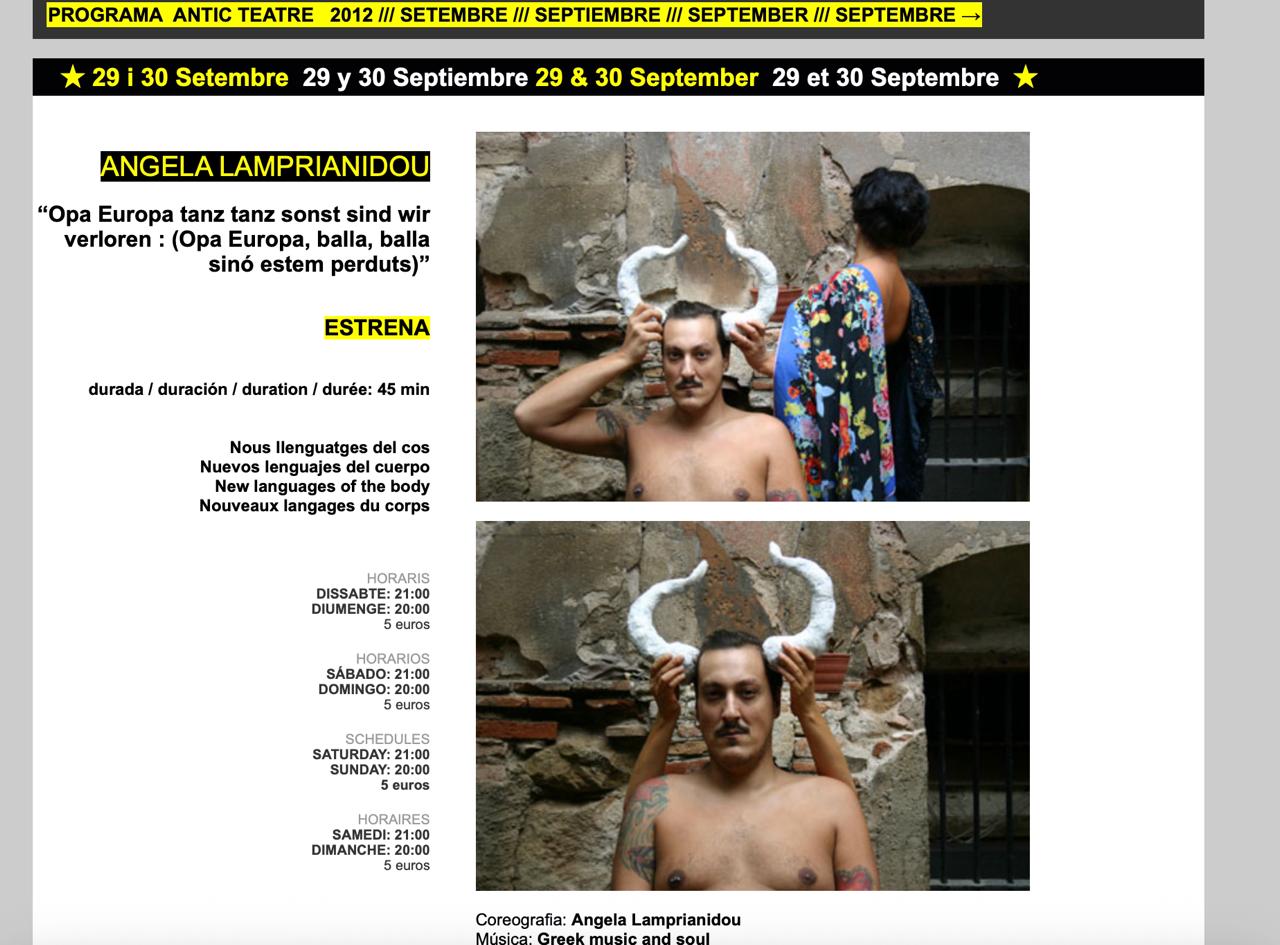 PROGRAMA ANTIC TEATRE 2012 /// SETEMBRE /// SEPTIEMBRE /// SEPTEMBER /// SEPTEMBRE →
★ 29 i 30 Setembre 29 y 30 Septiembre 29 & 30 September 29 et 30 Septembre ★
ANGELA LAMPRIANIDOU
“Opa Europa tanz tanz sonst sind wir
verloren : (Opa Europa, balla, balla
sinó estem perduts)”
ESTRENA
durada / duración / duration / durée: 45 min
Nous llenguatges del cos
Nuevos lenguajes del cuerpo
New languages of the body
Nouveaux langages du corps
HORARIS
DISSABTE: 21:00
DIUMENGE: 20:00
5 euros
HORARIOS
SÁBADO: 21:00
DOMINGO: 20:00
5 euros
SCHEDULES
SATURDAY: 21:00
SUNDAY: 20:00
5 euros
HORAIRES
SAMEDI: 21:00
DIMANCHE: 20:00
5 euros
Coreografia: Angela Lamprianidou
Música: Greek music and soul